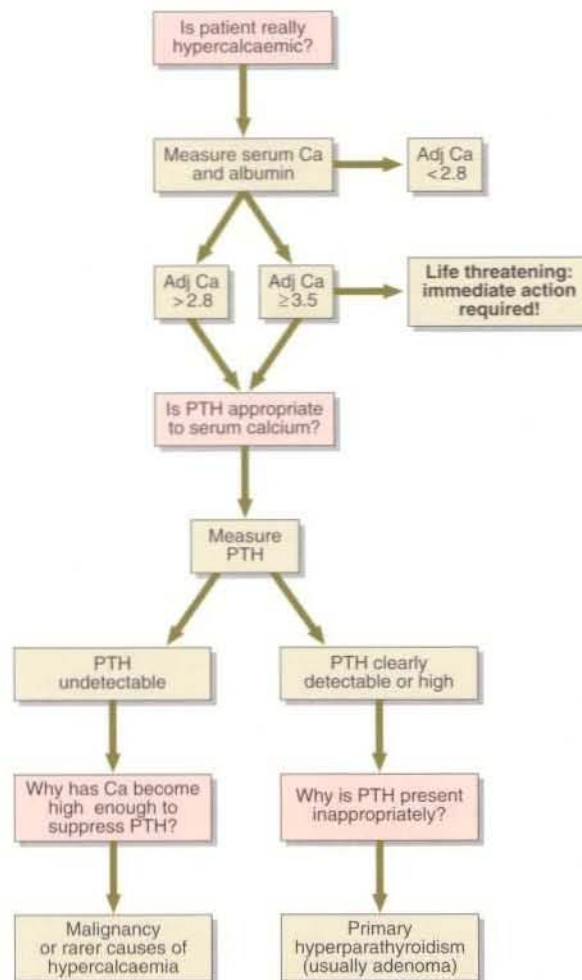 Is patient really
hypercalcaemic?
Measure serum Ca
and albumin
Adj Ca
<2.8
Adj Ca
>2.8
Adj Ca
≥3.5
Life threatening:
immediate action
required!
Is PTH appropriate
to serum calcium?
Measure
PTH
PTH
undetectable
PTH clearly
detectable or high
Why has Ca become
high enough to
suppress PTH?
Why is PTH present
inappropriately?
Malignancy
or rarer causes of
hypercalcaemia
Primary
hyperparathyroidism
(usually adenoma)